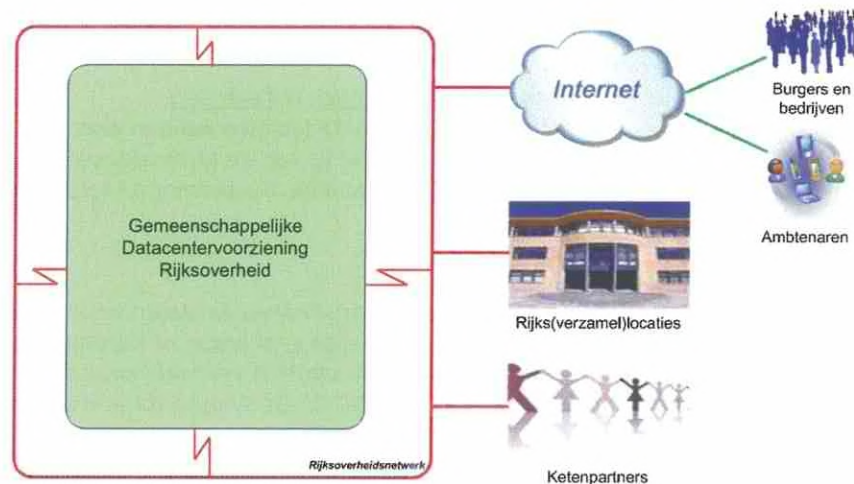 Gemeenschappelijke
Datacentervoorziening
Rijksoverheid
Rijksoverheidsnetwerk
Internet
Burgers en
bedrijven
Ambtenaren
Rijks(verzamel)locaties
Ketenpartners